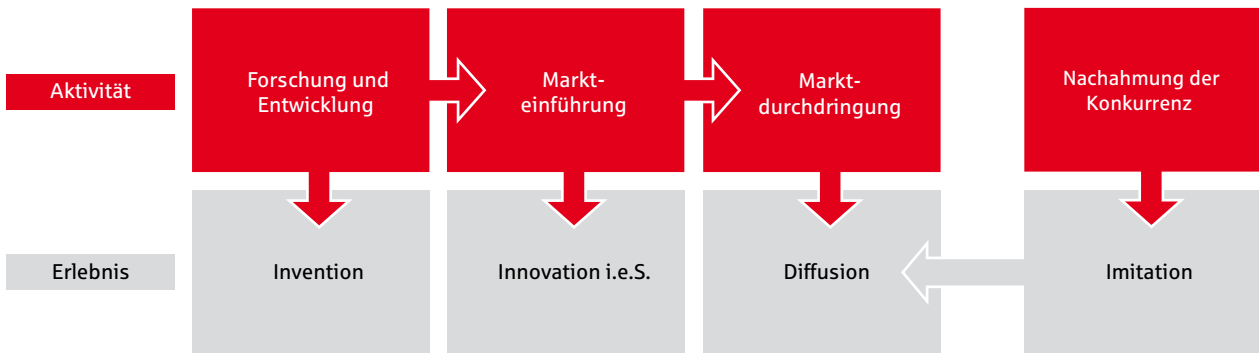 Aktivität
Forschung und
Entwicklung
Markt-
einführung
Markt-
durchdringung
Nachahmung der
Konkurrenz
Erlebnis
Invention
Innovation i.e.S.
Diffusion
Imitation